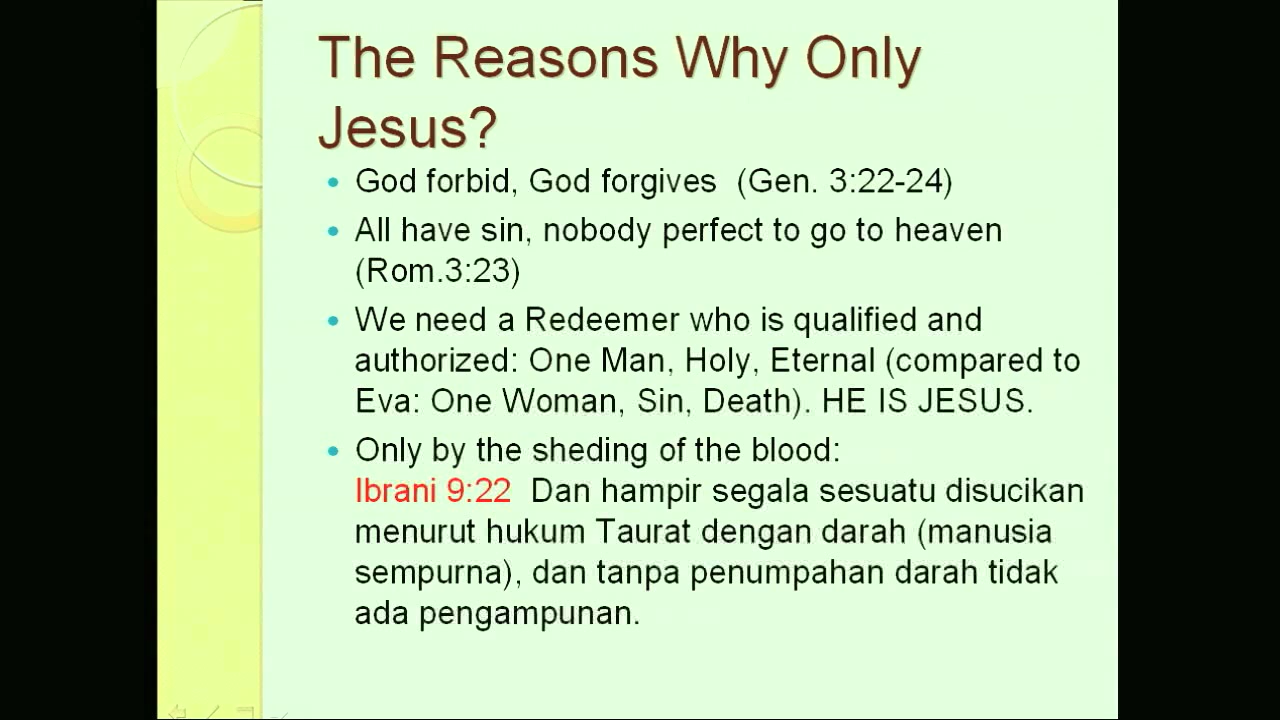 The Reasons Why Only
Jesus?
• God forbid, God forgives (Gen. 3:22-24)
• All have sin, nobody perfect to go to heaven
(Rom.3:23)
• We need a Redeemer who is qualified and
authorized: One Man, Holy, Eternal (compared to
Eva: One Woman, Sin, Death). HE IS JESUS.
• Only by the sheding of the blood:
Ibrani 9:22 Dan hampir segala sesuatu disucikan
menurut hukum Taurat dengan darah (manusia
sempurna), dan tanpa penumpahan darah tidak
ada pengampunan.